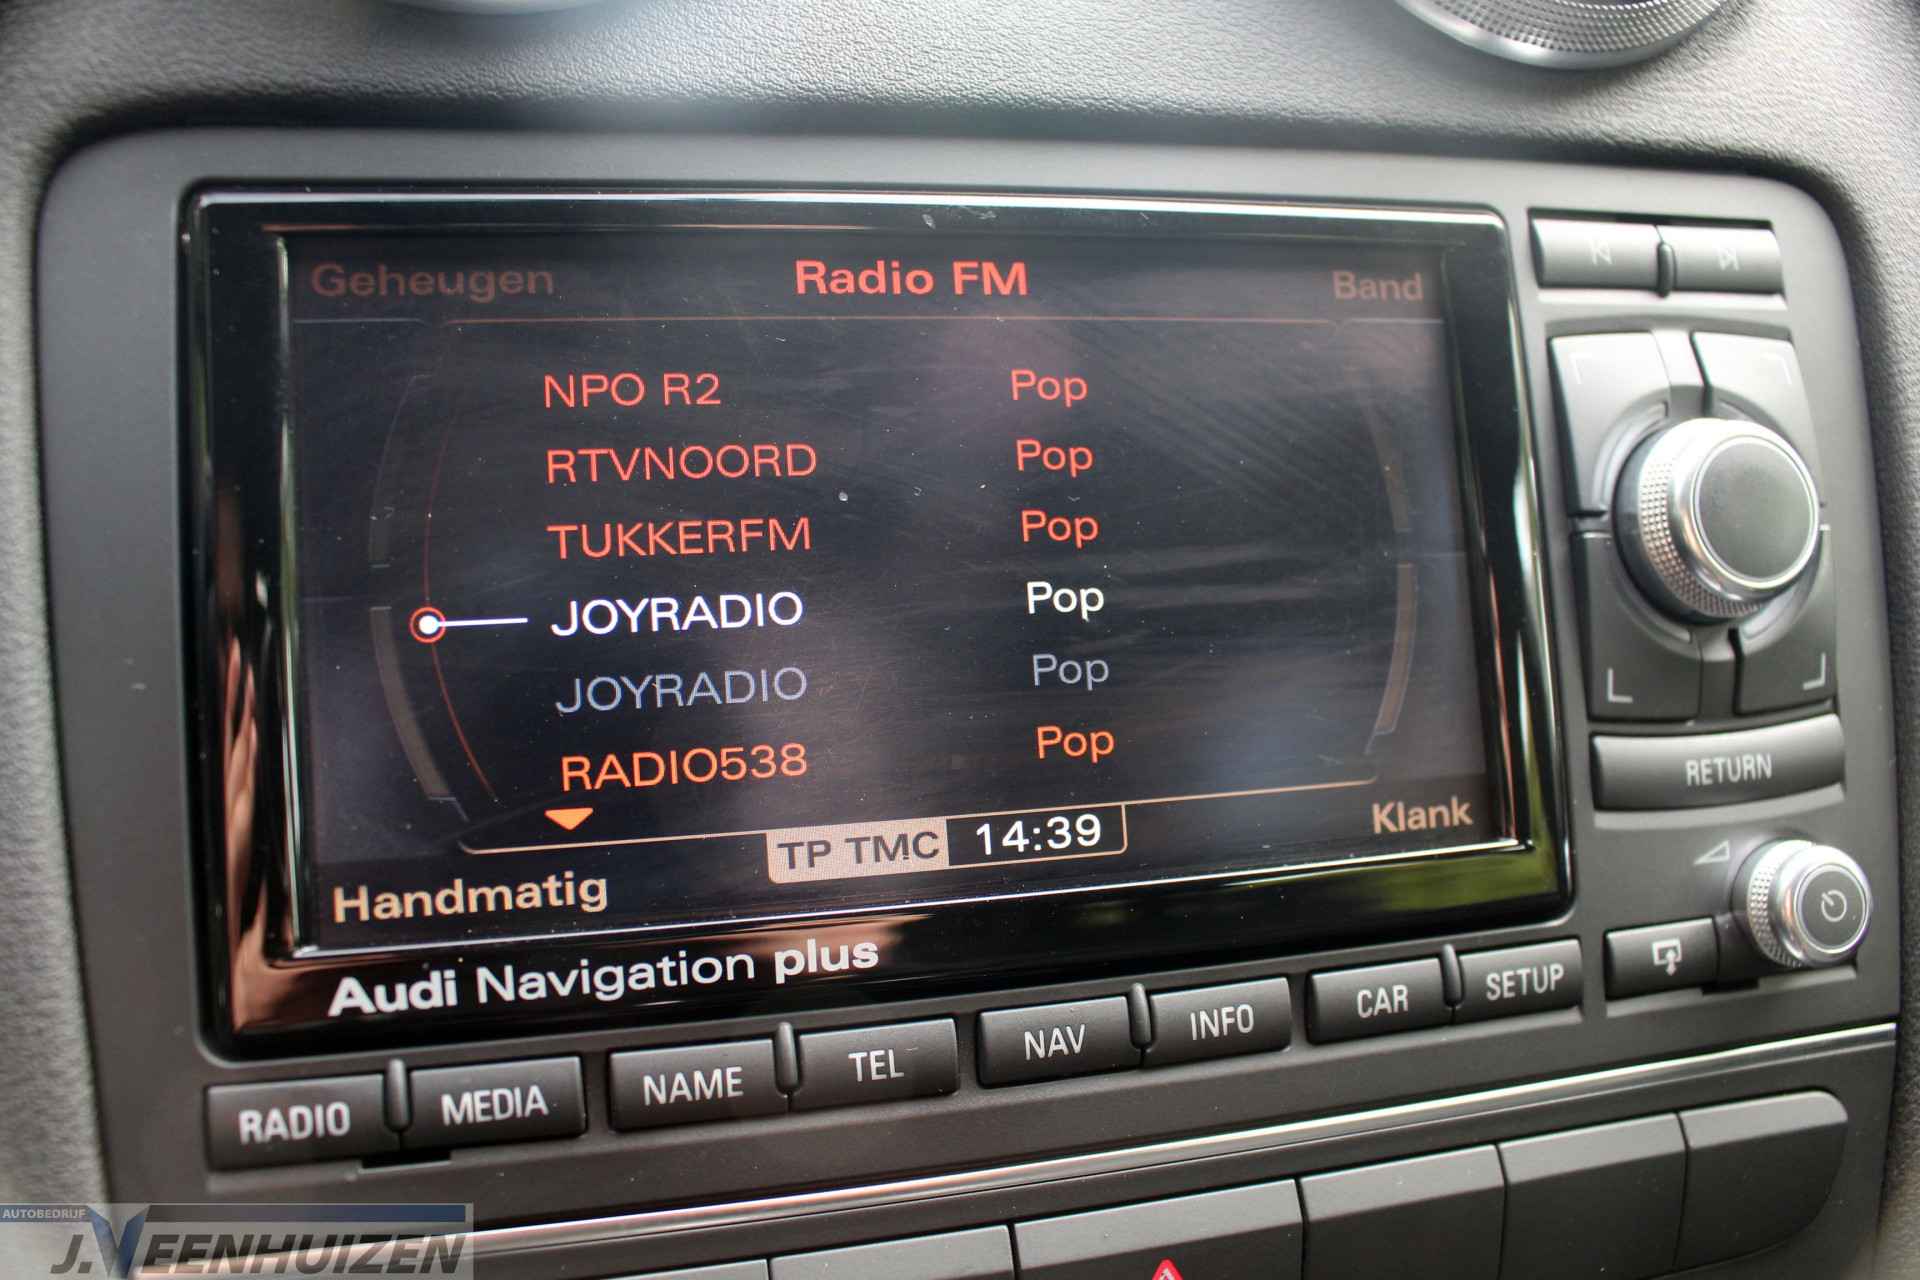 Geheugen Radio FM Band
NPO R2 Pop
RTVNOORD Pop
TUKKERFM Pop
JOYRADIO Pop
JOYRADIO Pop
RADIO538 Pop
TP TMC 14:39 Klank
Handmatig
Audi Navigation plus
RETURN
RADIO MEDIA NAME TEL NAV INFO CAR SETUP
AUTOBEDRIJF
J.VEENHUIZEN